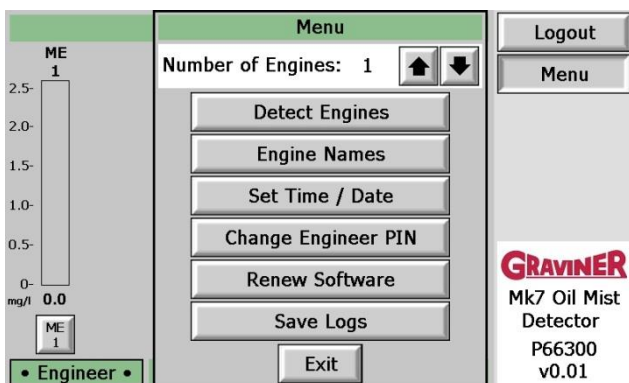 Menu
Logout
ME
1
Number of Engines: 1
Menu
2.5-
Detect Engines
2.0-
Engine Names
1.5-
Set Time / Date
1.0-
Change Engineer PIN
0.5-
Renew Software
GRAVINER
0-
mg/l 0.0
Mk7 Oil Mist
Detector
Save Logs
ME
1
P66300
v0.01
Exit
• Engineer •